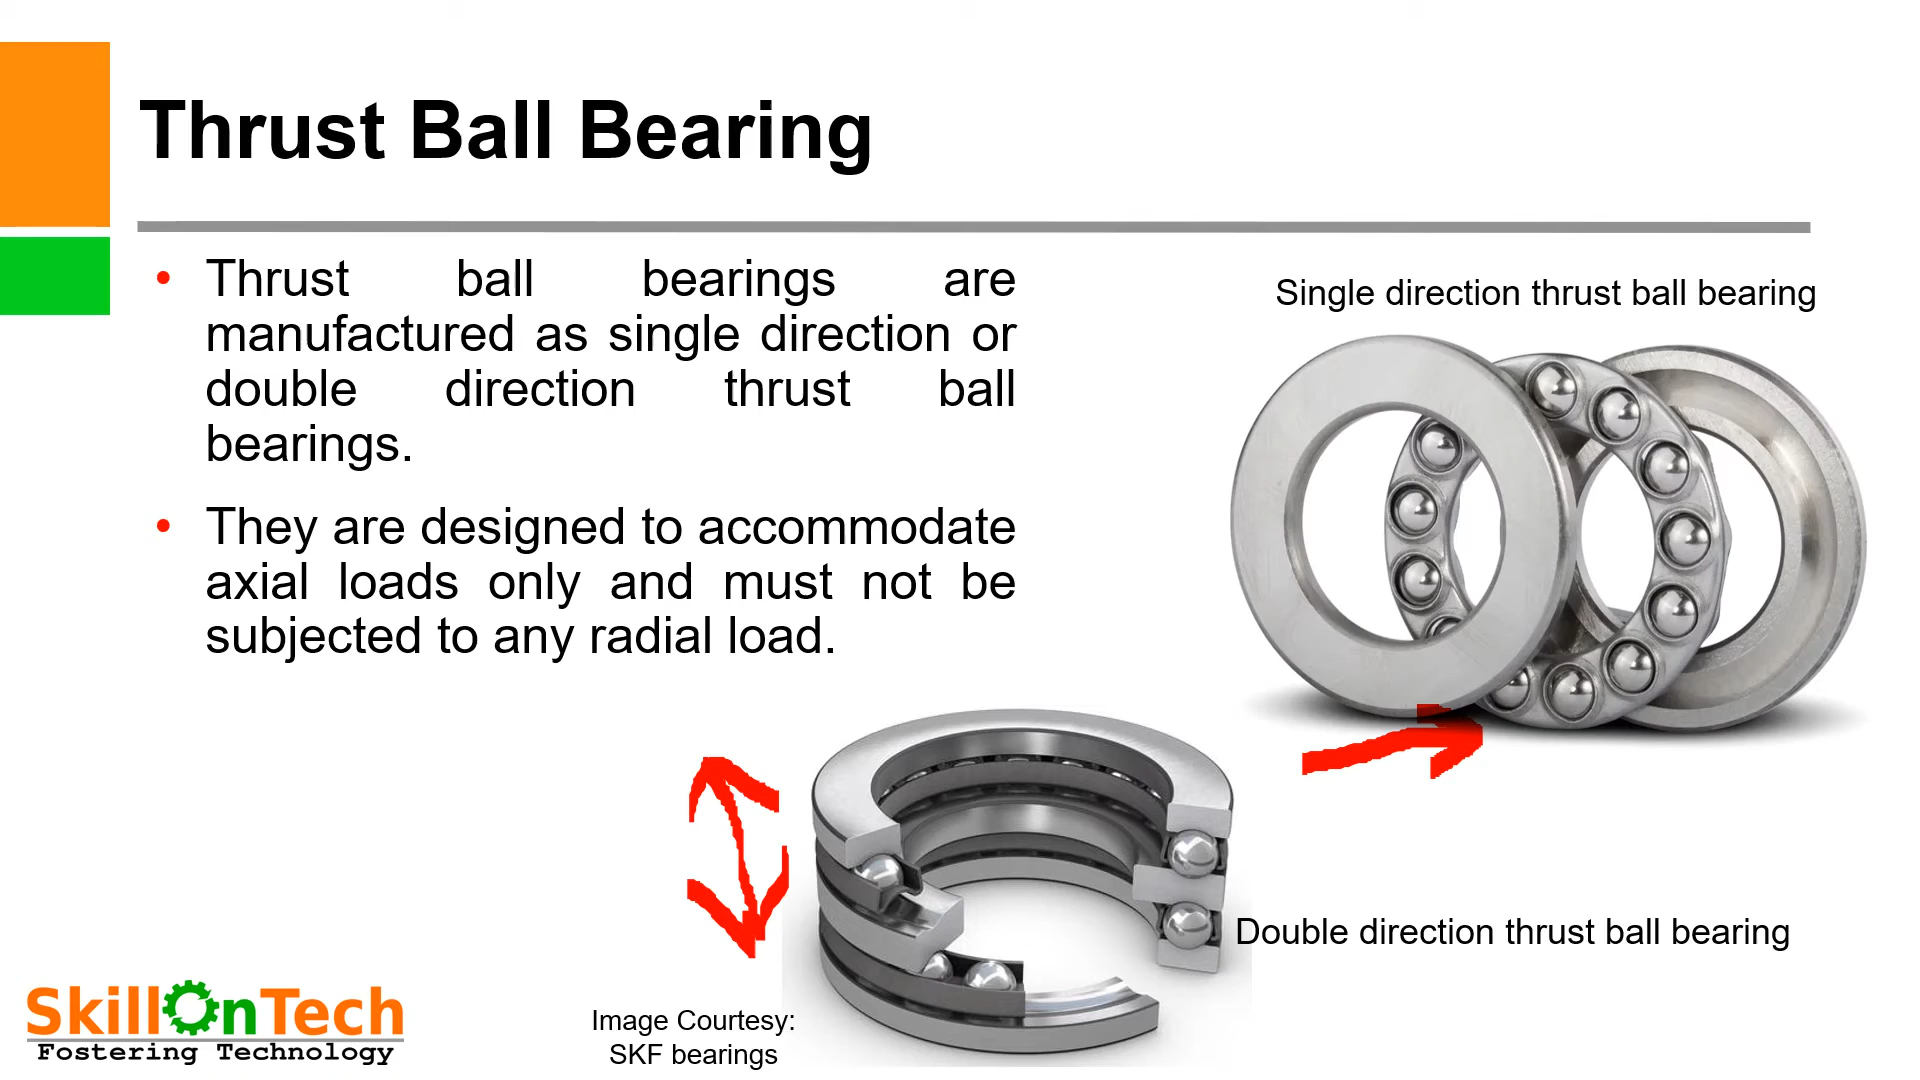 Thrust Ball Bearing
• Thrust ball bearings are
manufactured as single direction or
double direction thrust ball
bearings.
• They are designed to accommodate
axial loads only and must not be
subjected to any radial load.
Single direction thrust ball bearing
Double direction thrust ball bearing
Image Courtesy:
SKF bearings
SkillOnTech
Fostering Technology